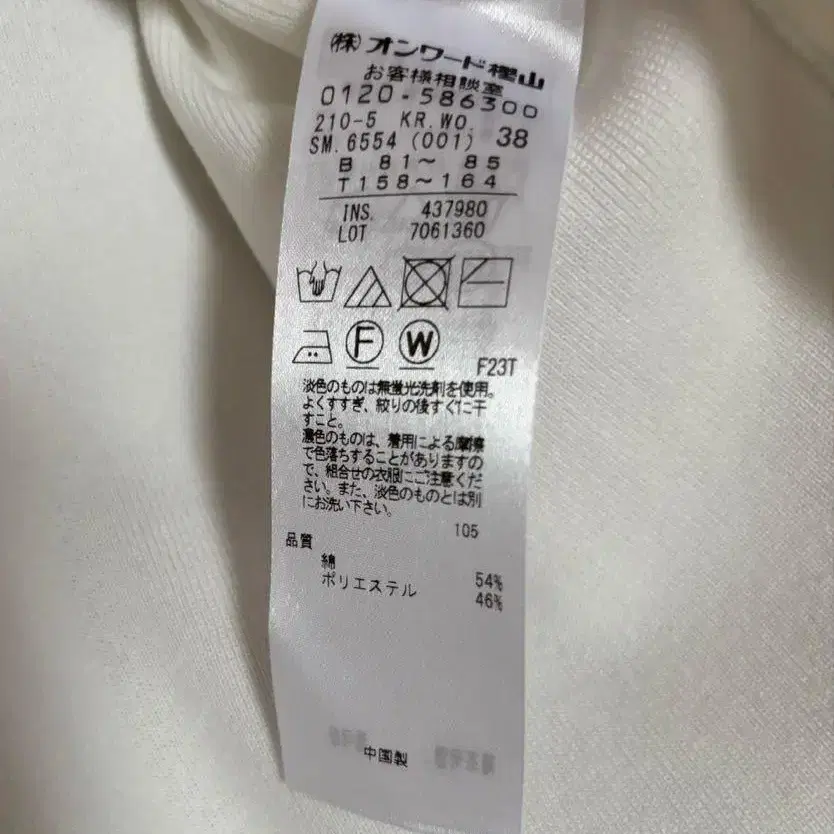 ㈱オンワード樫山
お客様相談室
0120-586300
210-5 KR.WO.
SM.6554 (001) 38
B 81～ 85
T158～164
INS. 437980
LOT 7061360
F W
F23T
淡色のものは無蛍光洗剤を使用。
よくすすぎ、絞りの後すぐに干
すこと。
濃色のものは、着用による摩擦
で色落ちすることがありますの
で、組合せの衣服にご注意くだ
さい。また、淡色のものとは別
にお洗い下さい。
105
品質
綿 54%
ポリエステル 46%
中国製